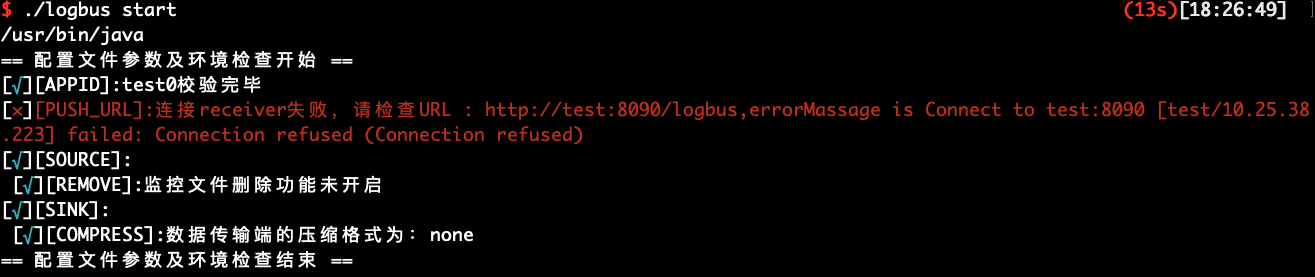 $ ./logbus start (13s)[18:26:49]
/usr/bin/java
== 配置文件参数及环境检查开始 ==
[√][APPID]:test0校验完毕
[×][PUSH_URL]:连接receiver失败, 请检查URL : http://test:8090/logbus,errorMassage is Connect to test:8090 [test/10.25.38
.223] failed: Connection refused (Connection refused)
[√][SOURCE]:
[√][REMOVE]:监控文件删除功能未开启
[√][SINK]:
[√][COMPRESS]:数据传输端的压缩格式为: none
== 配置文件参数及环境检查结束 ==